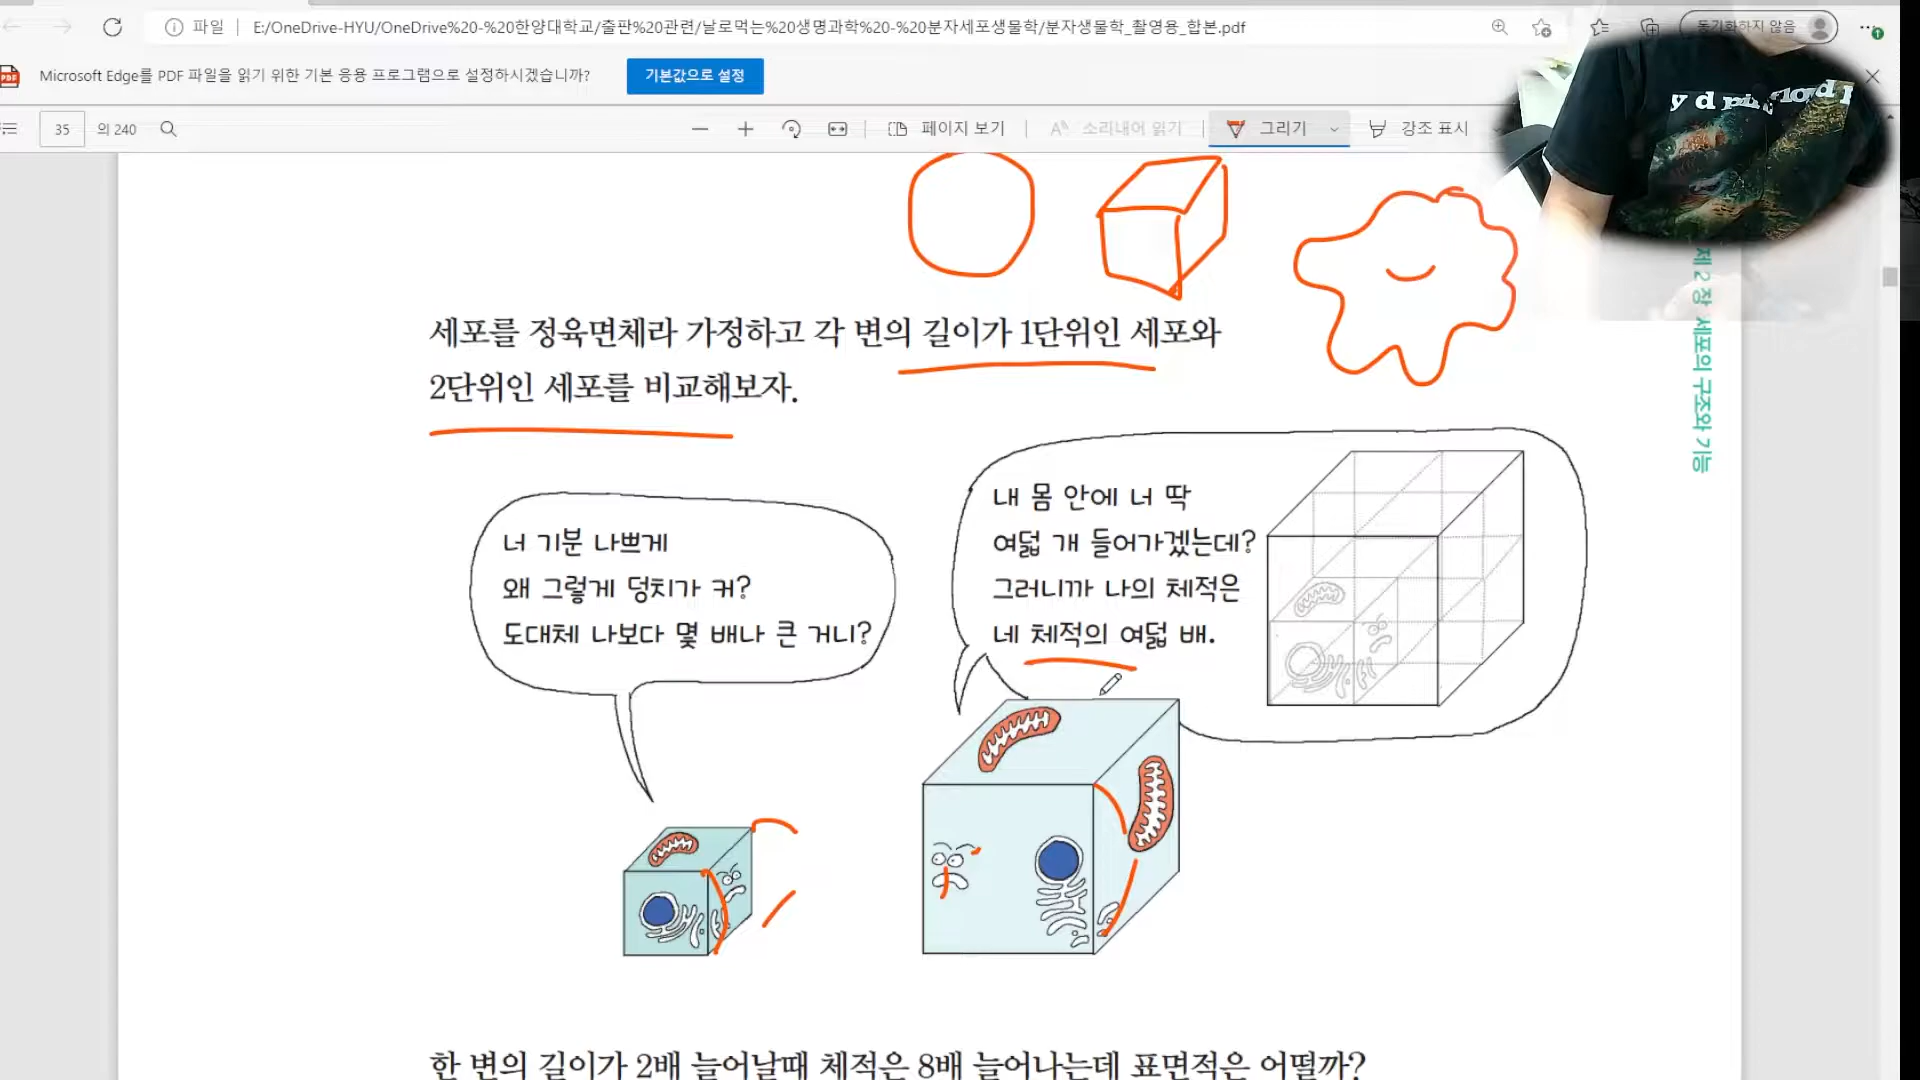 파일 E:/OneDrive-HYU/OneDrive%20-%20한양대학교/출판%20관련/날로먹는%20생명과학%20-%20분자세포생물학/분자생물학_촬영용_합본.pdf
동기화하지 않음
PDF Microsoft Edge를 PDF 파일을 읽기 위한 기본 응용 프로그램으로 설정하시겠습니까? 기본값으로 설정
35 의 240 페이지 보기 소리내어 읽기 그리기 강조 표시
세포를 정육면체라 가정하고 각 변의 길이가 1단위인 세포와
2단위인 세포를 비교해보자.
너 기분 나쁘게
왜 그렇게 덩치가 커?
도대체 나보다 몇 배나 큰 거니?
내 몸 안에 너 딱
여덟 개 들어가겠는데?
그러니까 나의 체적은
네 체적의 여덟 배.
한 변의 길이가 2배 늘어날때 체적은 8배 늘어나는데 표면적은 어떨까?
제 2 장 세포의 구조와 기능